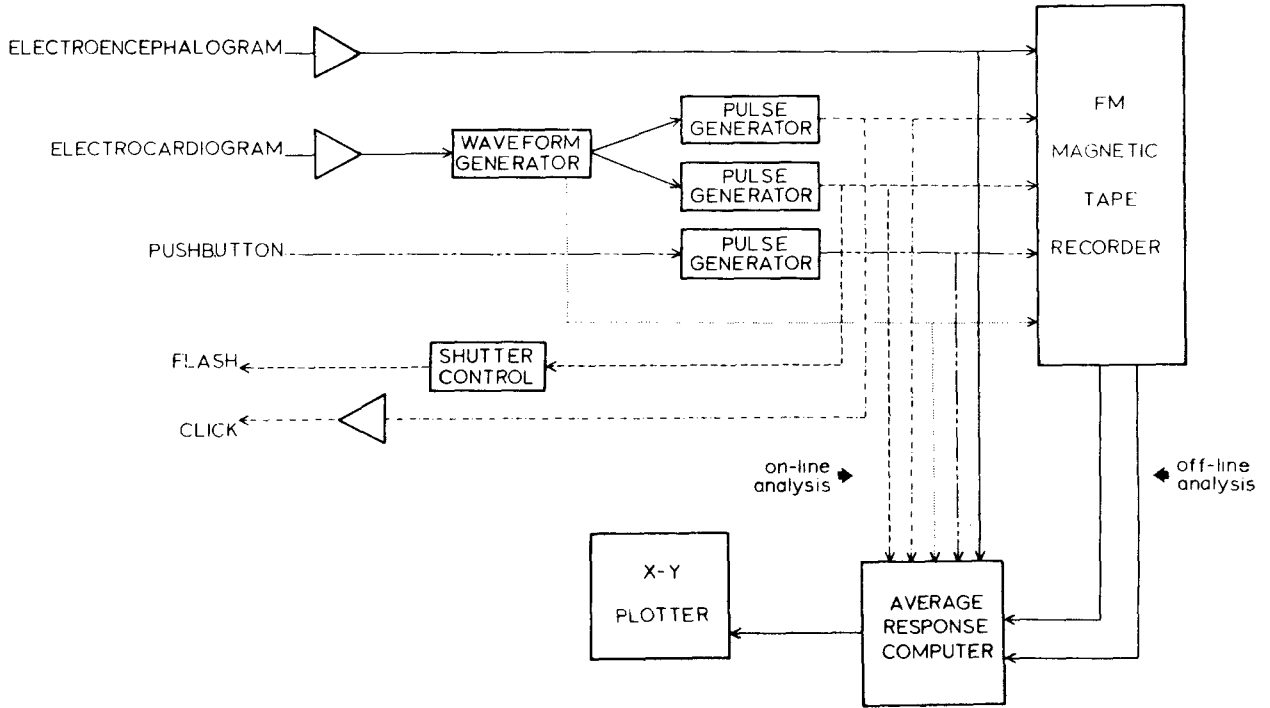 ELECTROENCEPHALOGRAM
ELECTROCARDIOGRAM
PUSHBUTTON
FLASH
CLICK
WAVEFORM
GENERATOR
PULSE
GENERATOR
PULSE
GENERATOR
PULSE
GENERATOR
SHUTTER
CONTROL
FM
MAGNETIC
TAPE
RECORDER
on-line
analysis
off-line
analysis
X-Y
PLOTTER
AVERAGE
RESPONSE
COMPUTER